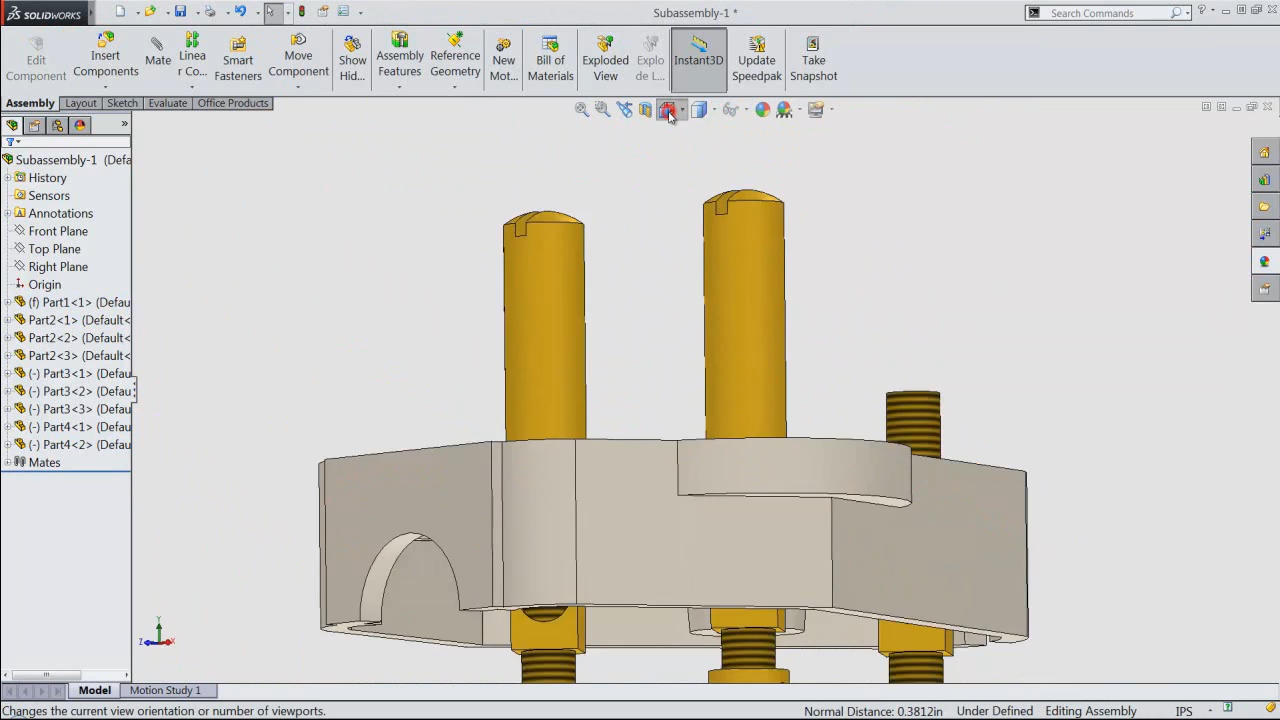 SOLIDWORKS
Subassembly-1 *
Search Commands
Edit
Component
Insert
Components
Mate
Linea
r Co...
Smart
Fasteners
Move
Component
Show
Hid...
Assembly
Features
Reference
Geometry
New
Mot...
Bill of
Materials
Exploded
View
Explo
de L...
Instant3D
Update
Speedpak
Take
Snapshot
Assembly
Layout
Sketch
Evaluate
Office Products
Subassembly-1 (Defa
History
Sensors
Annotations
Front Plane
Top Plane
Right Plane
Origin
(f) Part1<1> (Defau
Part2<1> (Default<
Part2<2> (Default<
Part2<3> (Default<
(-) Part3<1> (Defau
(-) Part3<2> (Defau
(-) Part3<3> (Defau
(-) Part4<1> (Defau
(-) Part4<2> (Defau
Mates
Y
Z
X
Model
Motion Study 1
Changes the current view orientation or number of viewports.
Normal Distance: 0.3812in
Under Defined
Editing Assembly
IPS